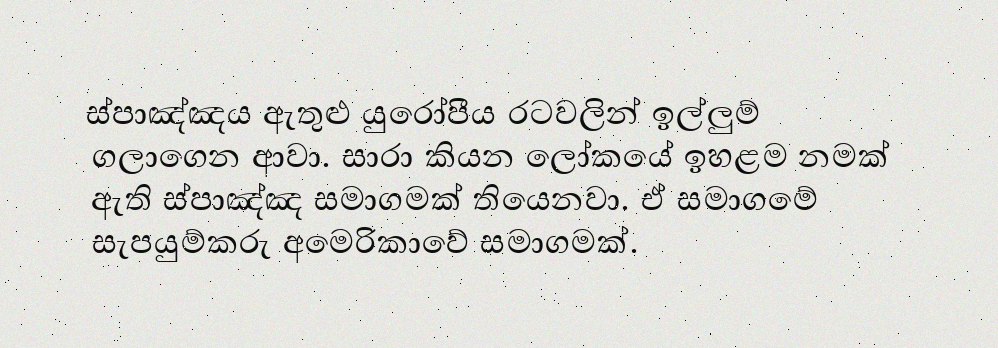 ස්පාඤ්ඤය ඇතුළු යුරෝපීය රටවලින් ඉල්ලුම්
ගලාගෙන ආවා. සාරා කියන ලෝකයේ ඉහළම නමක්
ඇති ස්පාඤ්ඤ සමාගමක් තියෙනවා. ඒ සමාගමේ
සැපයුම්කරු අමෙරිකාවේ සමාගමක්.